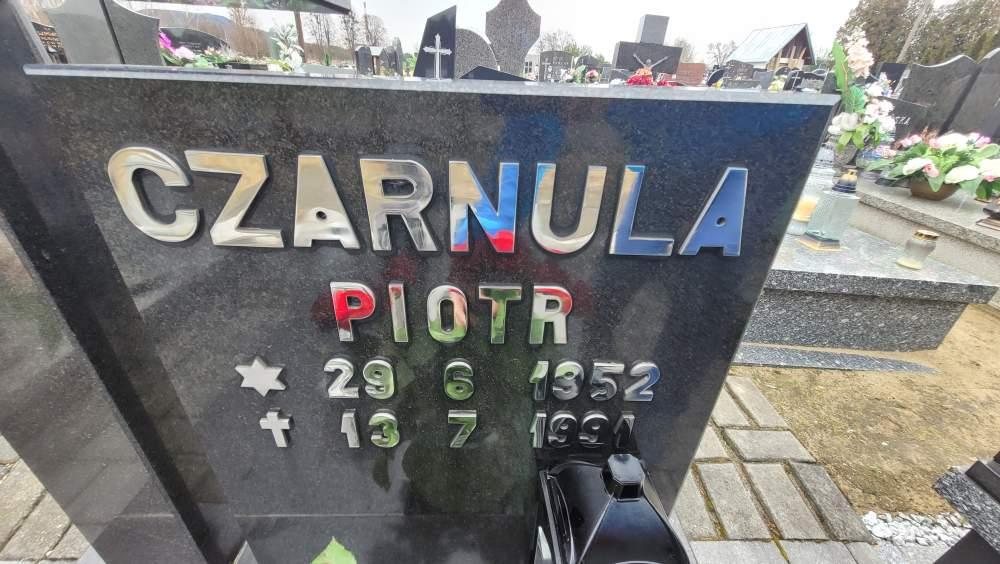 CZARNULA
PIOTR
29 6 1952
13 7 1991